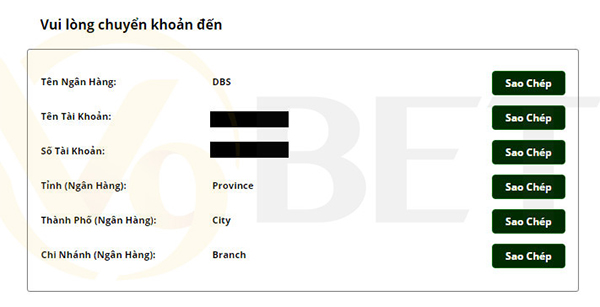 Vui lòng chuyển khoản đến
Tên Ngân Hàng: DBS Sao Chép
Tên Tài Khoản: Sao Chép
Số Tài Khoản: Sao Chép
Tỉnh (Ngân Hàng): Province Sao Chép
Thành Phố (Ngân Hàng): City Sao Chép
Chi Nhánh (Ngân Hàng): Branch Sao Chép
V9BET